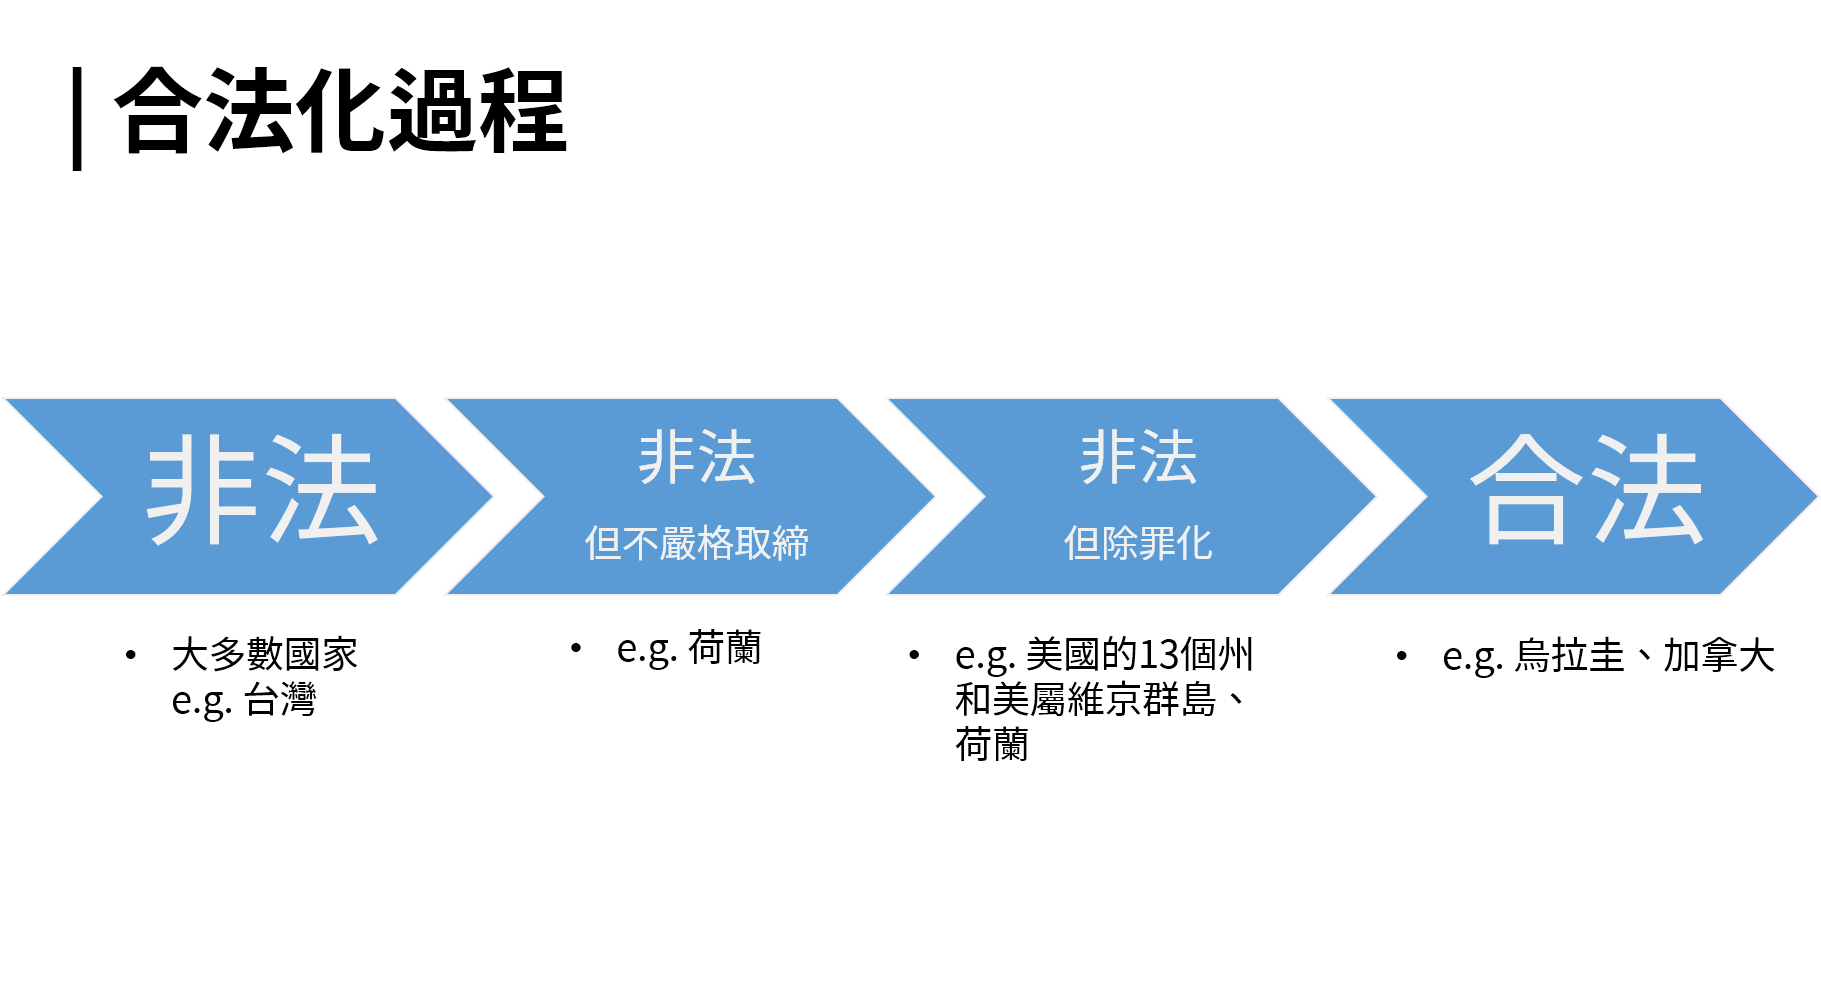 合法化過程
非法
非法
但不嚴格取締
非法
但除罪化
合法
• 大多數國家
e.g. 台灣
• e.g. 荷蘭
• e.g. 美國的13個州
和美屬維京群島、
荷蘭
• e.g. 烏拉圭、加拿大